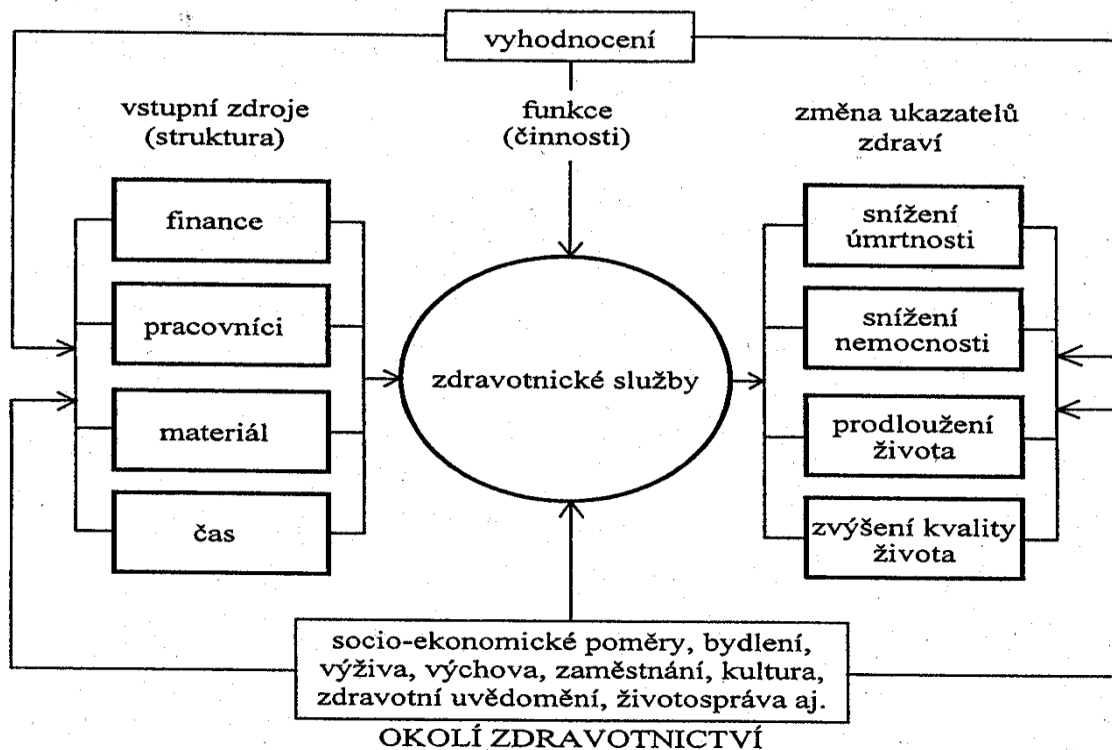 vyhodnocení
vstupní zdroje
(struktura)
funkce
(činnosti)
změna ukazatelů
zdraví
finance
pracovníci
materiál
čas
zdravotnické služby
snížení
úmrtnosti
snížení
nemocnosti
prodloužení
života
zvýšení kvality
života
socio-ekonomické poměry, bydlení,
výživa, výchova, zaměstnání, kultura,
zdravotní uvědomění, životospráva aj.
OKOLÍ ZDRAVOTNICTVÍ